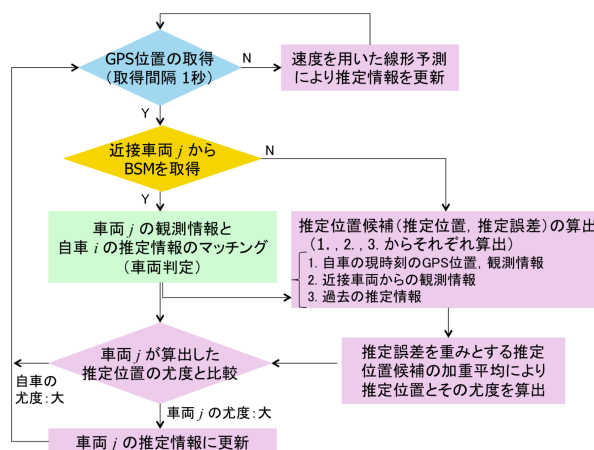 GPS位置の取得
(取得間隔 1秒)
N
速度を用いた線形予測
により推定情報を更新
Y
近接車両 j から
BSMを取得
N
Y
車両 j の観測情報と
自車 i の推定情報のマッチング
(車両判定)
推定位置候補(推定位置, 推定誤差)の算出
(1., 2., 3. からそれぞれ算出)
1. 自車の現時刻のGPS位置, 観測情報
2. 近接車両からの観測情報
3. 過去の推定情報
車両 j が算出した
推定位置の尤度と比較
推定誤差を重みとする推定
位置候補の加重平均により
推定位置とその尤度を算出
自車の
尤度:大
車両 j の尤度:大
車両 j の推定情報に更新